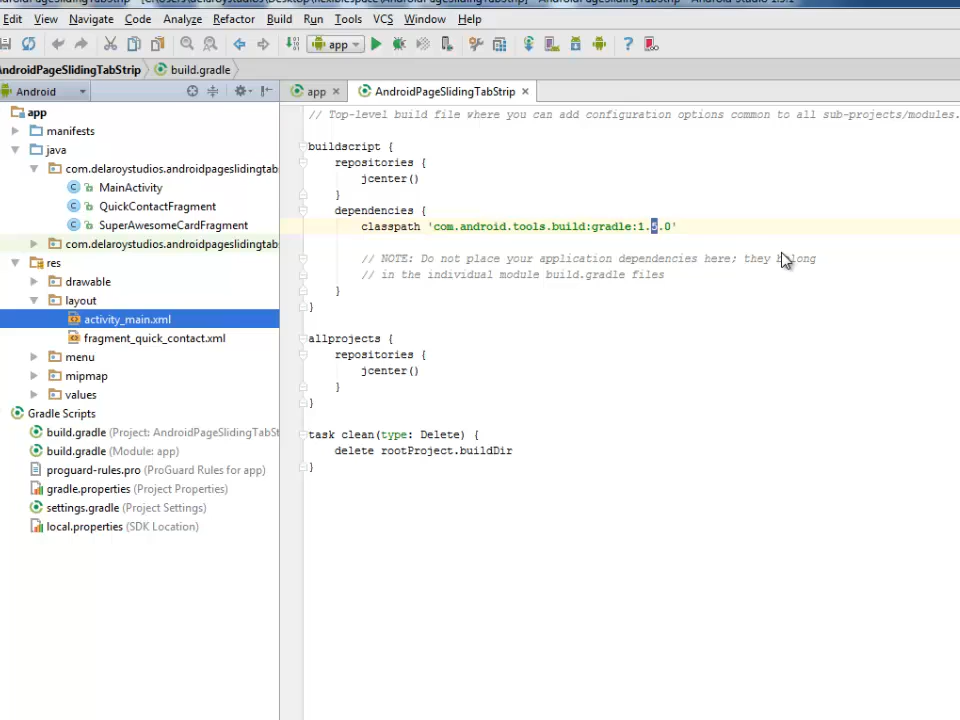 Edit View Navigate Code Analyze Refactor Build Run Tools VCS Window Help
app
AndroidPageSlidingTabStrip build.gradle
Android app AndroidPageSlidingTabStrip
app
manifests
java
com.delaroystudios.androidpageslidingtab
MainActivity
QuickContactFragment
SuperAwesomeCardFragment
com.delaroystudios.androidpageslidingtab
res
drawable
layout
activity_main.xml
fragment_quick_contact.xml
menu
mipmap
values
Gradle Scripts
build.gradle (Project: AndroidPageSlidingTabSt
build.gradle (Module: app)
proguard-rules.pro (ProGuard Rules for app)
gradle.properties (Project Properties)
settings.gradle (Project Settings)
local.properties (SDK Location)
// Top-level build file where you can add configuration options common to all sub-projects/modules.
buildscript {
repositories {
jcenter()
}
dependencies {
classpath 'com.android.tools.build:gradle:1.5.0'
// NOTE: Do not place your application dependencies here; they belong
// in the individual module build.gradle files
}
}
allprojects {
repositories {
jcenter()
}
}
task clean(type: Delete) {
delete rootProject.buildDir
}